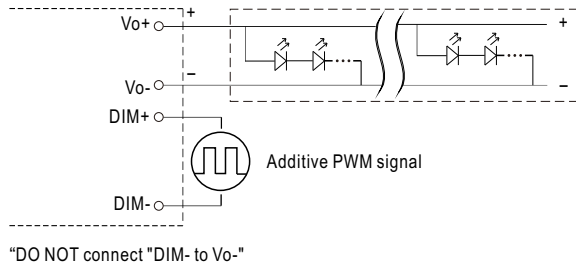 Vo+
+
+
Vo-
−
−
DIM+
Additive PWM signal
DIM-
“DO NOT connect "DIM- to Vo-"